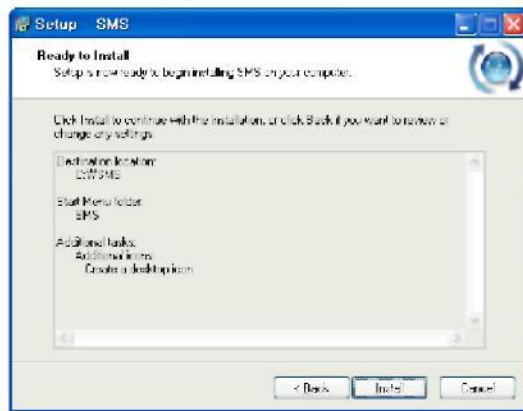 Setup SMS
Ready to Install
Setup is now ready to begin installing SMS on your computer.
Click Install to continue with the installation, or click Back if you want to review or
change any settings.
Destination location:
C:\\SMS
Start Menu folder:
SMS
Additional tasks:
Additional icons:
Create a desktop icon
< Back
Install
Cancel